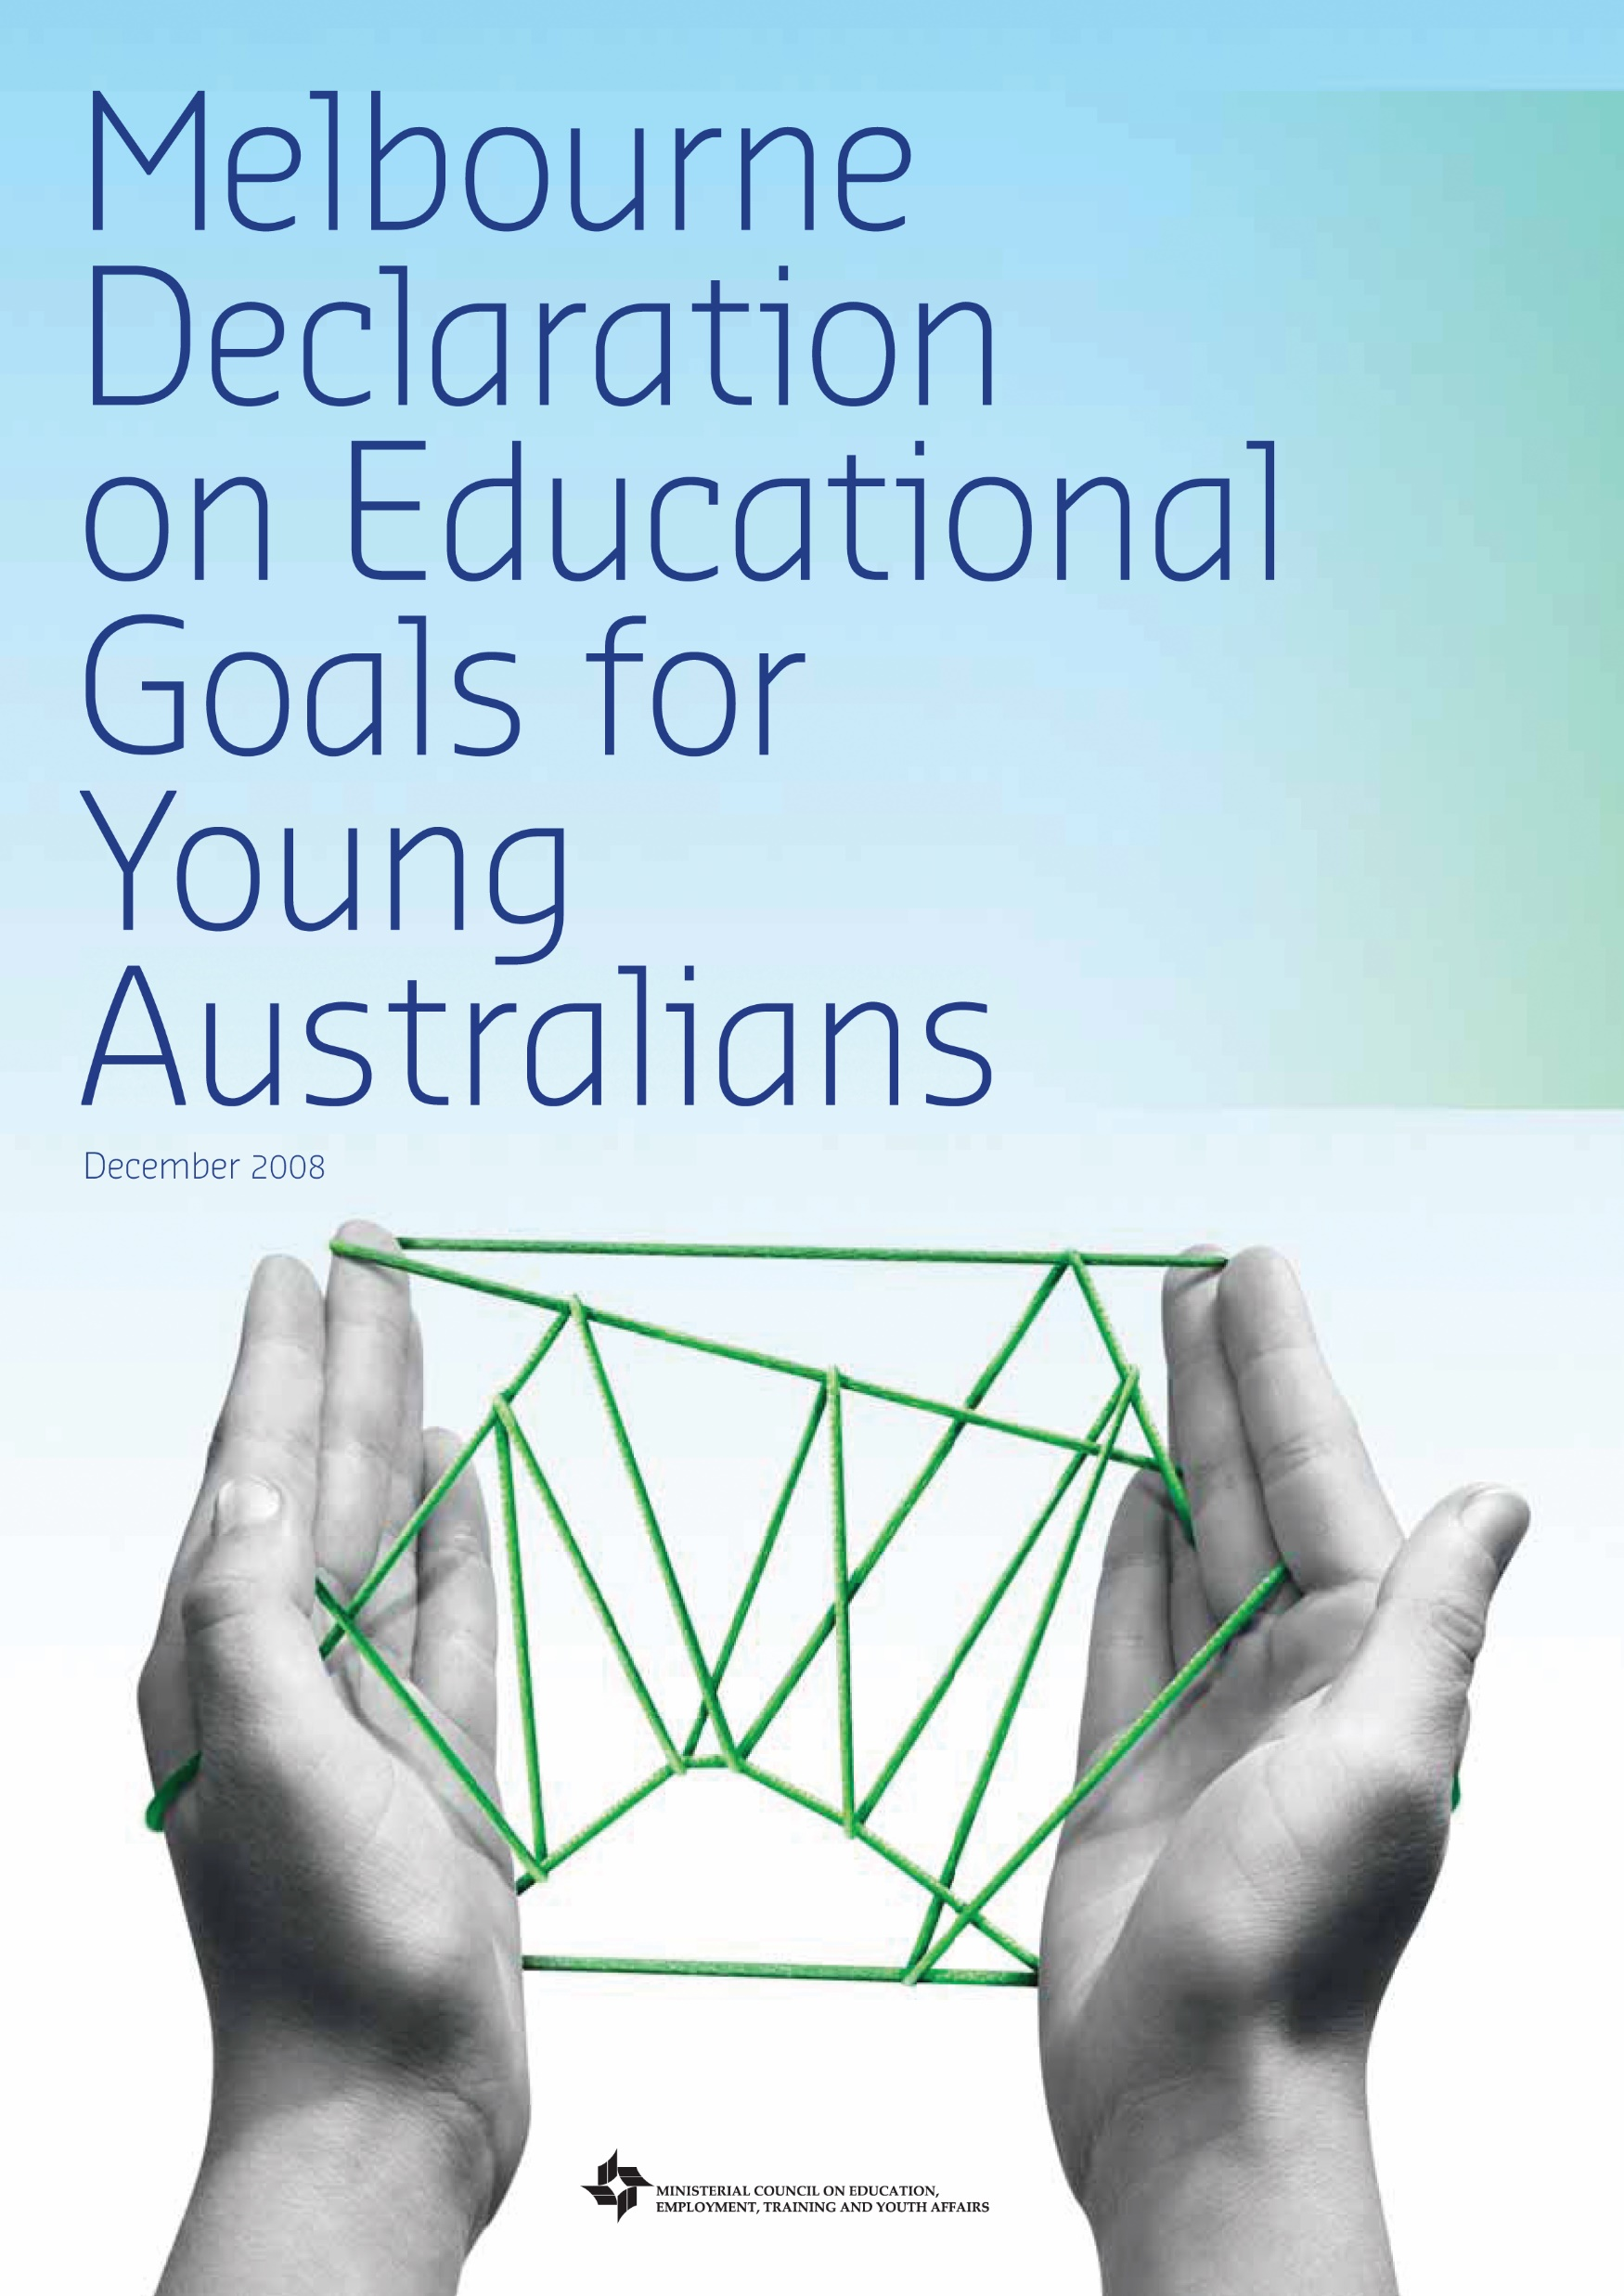 Melbourne
Declaration
on Educational
Goals for
Young
Australians
December 2008
MINISTERIAL COUNCIL ON EDUCATION,
EMPLOYMENT, TRAINING AND YOUTH AFFAIRS